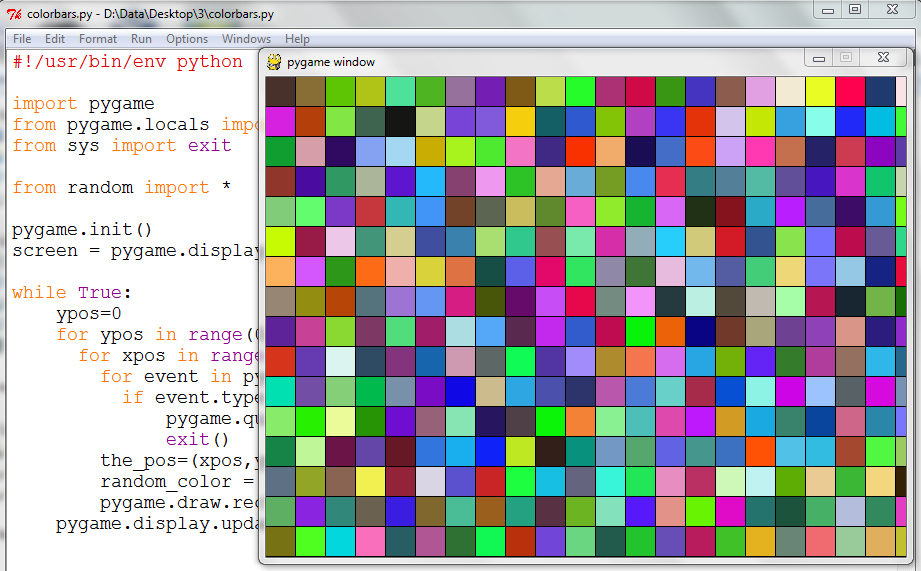 colorbars.py - D:\Data\Desktop\3\colorbars.py
File Edit Format Run Options Windows Help
pygame window
#!/usr/bin/env python
import pygame
from pygame.locals impo
from sys import exit
from random import *
pygame.init()
screen = pygame.display
while True:
ypos=0
for ypos in range(0
for xpos in range
for event in py
if event.type
pygame.qu
exit()
the_pos=(xpos,y
random_color =
pygame.draw.rec
pygame.display.upda